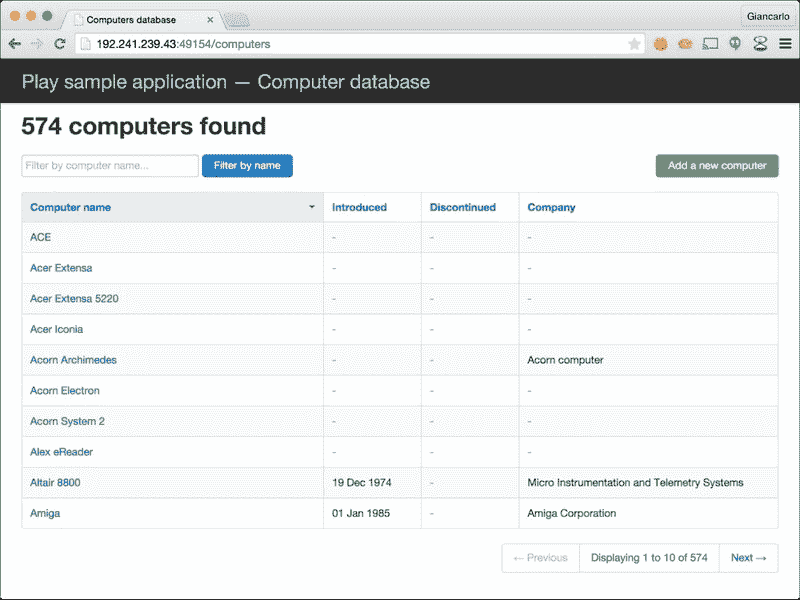 Computers database
Giancarlo
192.241.239.43:49154/computers
Play sample application — Computer database
574 computers found
Filter by computer name... Filter by name Add a new computer
Computer name Introduced Discontinued Company
ACE - - -
Acer Extensa - - -
Acer Extensa 5220 - - -
Acer Iconia - - -
Acorn Archimedes - - Acorn computer
Acorn Electron - - -
Acorn System 2 - - -
Alex eReader - - -
Altair 8800 19 Dec 1974 - Micro Instrumentation and Telemetry Systems
Amiga 01 Jan 1985 - Amiga Corporation
← Previous Displaying 1 to 10 of 574 Next →